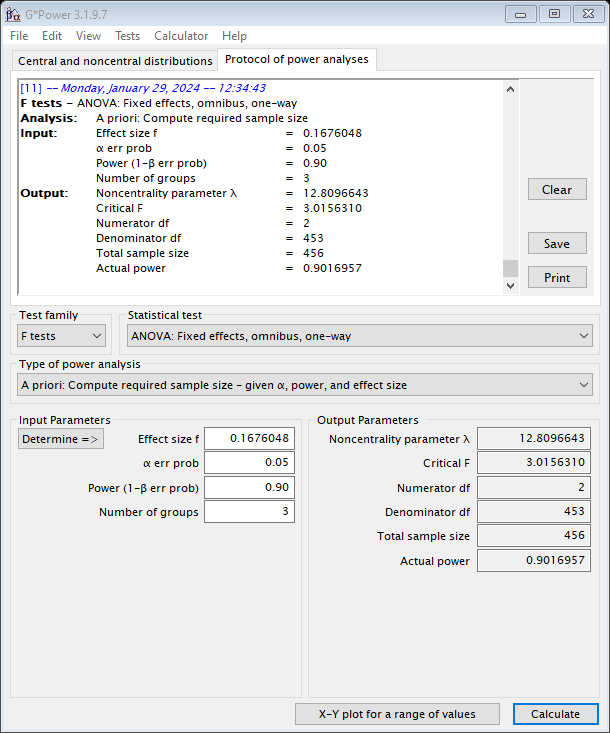 G*Power 3.1.9.7
File Edit View Tests Calculator Help
Central and noncentral distributions Protocol of power analyses
[11] -- Monday, January 29, 2024 -- 12:34:43
F tests – ANOVA: Fixed effects, omnibus, one-way
Analysis: A priori: Compute required sample size
Input: Effect size f = 0.1676048
α err prob = 0.05
Power (1-β err prob) = 0.90
Number of groups = 3
Output: Noncentrality parameter λ = 12.8096643
Critical F = 3.0156310
Numerator df = 2
Denominator df = 453
Total sample size = 456
Actual power = 0.9016957
Clear
Save
Print
Test family
F tests
Statistical test
ANOVA: Fixed effects, omnibus, one-way
Type of power analysis
A priori: Compute required sample size – given α, power, and effect size
Input Parameters
Determine =>
Effect size f 0.1676048
α err prob 0.05
Power (1-β err prob) 0.90
Number of groups 3
Output Parameters
Noncentrality parameter λ 12.8096643
Critical F 3.0156310
Numerator df 2
Denominator df 453
Total sample size 456
Actual power 0.9016957
X-Y plot for a range of values
Calculate